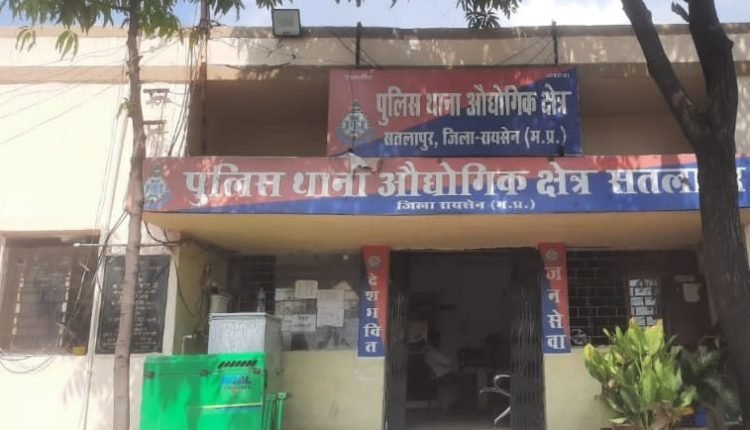 पुलिस थाना औद्योगिक क्षेत्र
सतलापुर, जिला-रायसेन (म.प्र.)
पुलिस थाना औद्योगिक क्षेत्र सतलापुर
जिला रायसेन (म.प्र.)
देशभक्ति
जनसेवा